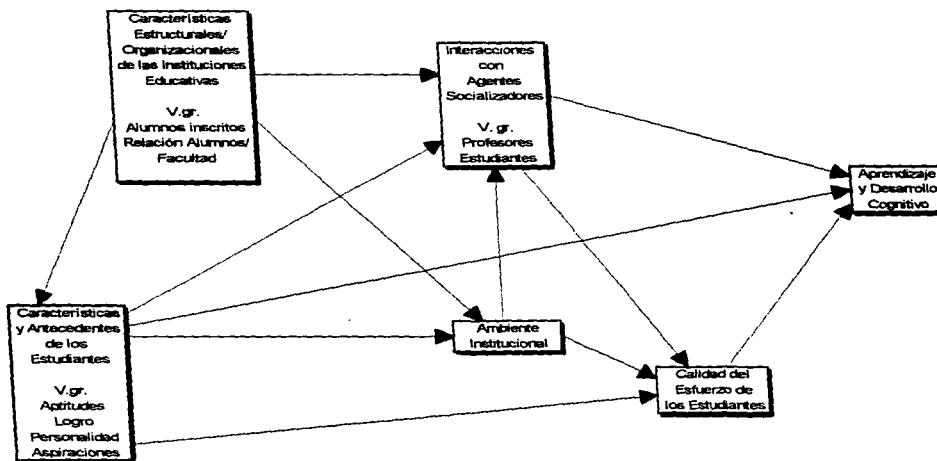 Características
Estructurales/
Organizacionales
de las Instituciones
Educativas
V.gr.
Alumnos inscritos
Relación Alumnos/
Facultad
Interacciones
con
Agentes
Socializadores
V. gr.
Profesores
Estudiantes
Aprendizaje
y Desarrollo
Cognitivo
Características
y Antecedentes
de los
Estudiantes
V.gr.
Aptitudes
Logro
Personalidad
Aspiraciones
Ambiente
Institucional
Calidad del
Esfuerzo de
los Estudiantes